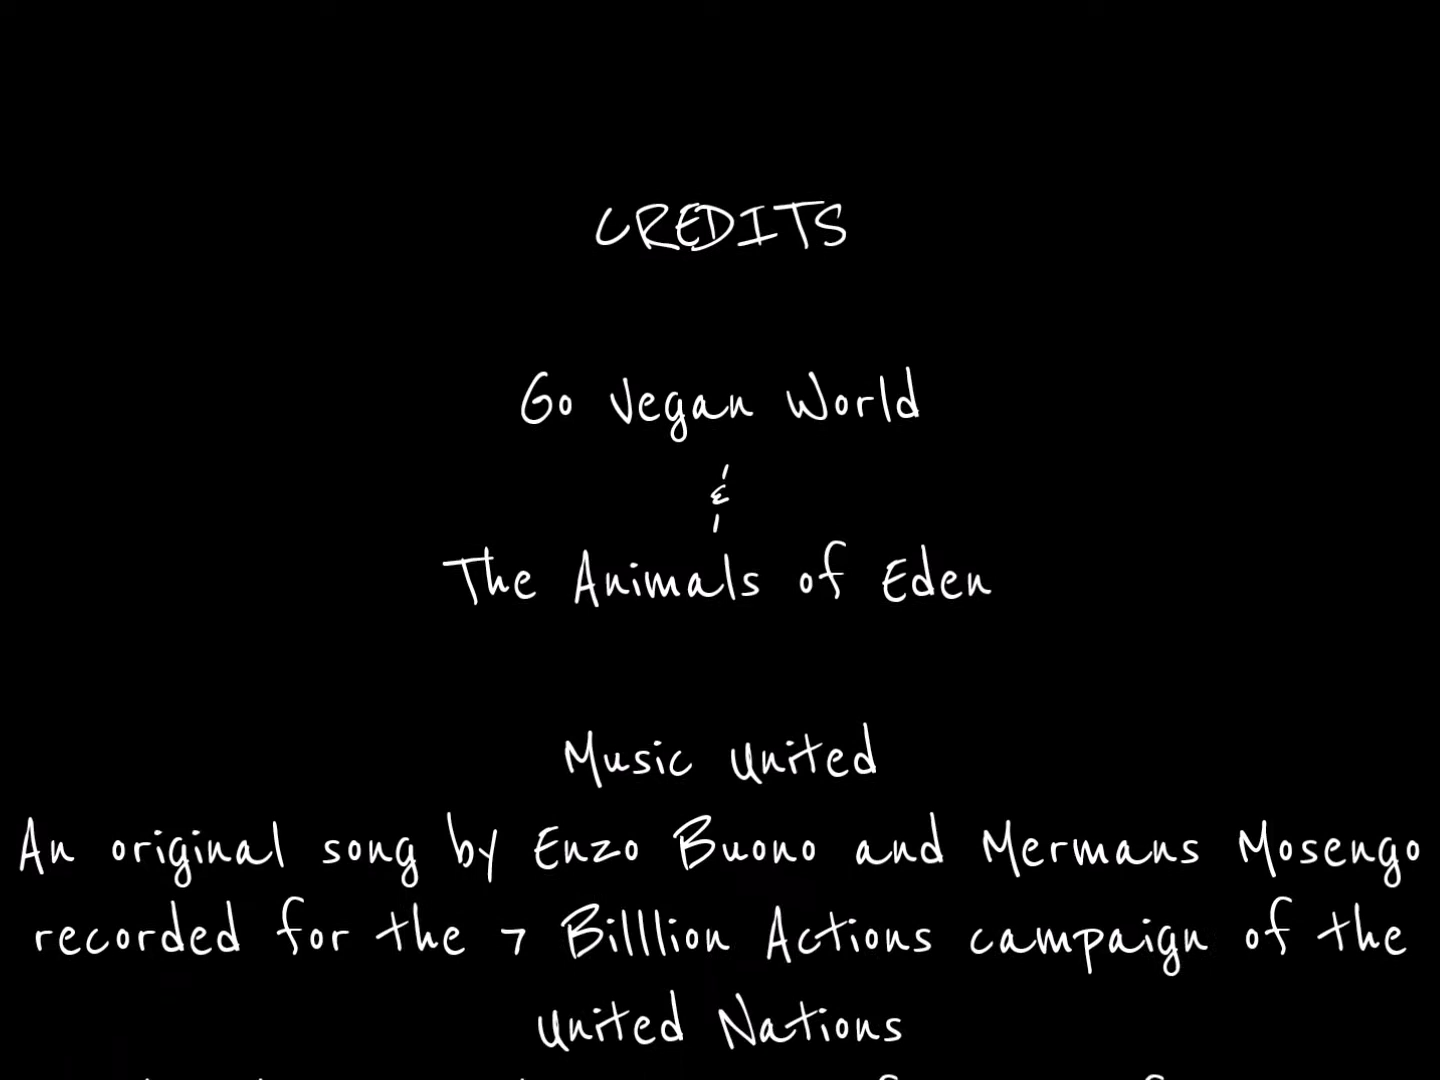 CREDITS
Go Vegan World
&
The Animals of Eden
Music United
An original song by Enzo Buono and Mermans Mosengo
recorded for the 7 Billlion Actions campaign of the
United Nations